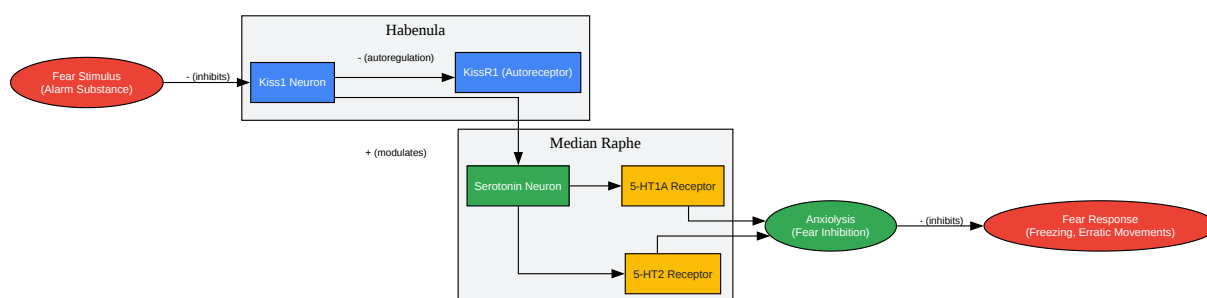 Habenula
Fear Stimulus
(Alarm Substance)
- (inhibits)
Kiss1 Neuron
- (autoregulation)
KissR1 (Autoreceptor)
+ (modulates)
Median Raphe
Serotonin Neuron
5-HT1A Receptor
5-HT2 Receptor
Anxiolysis
(Fear Inhibition)
- (inhibits)
Fear Response
(Freezing, Erratic Movements)